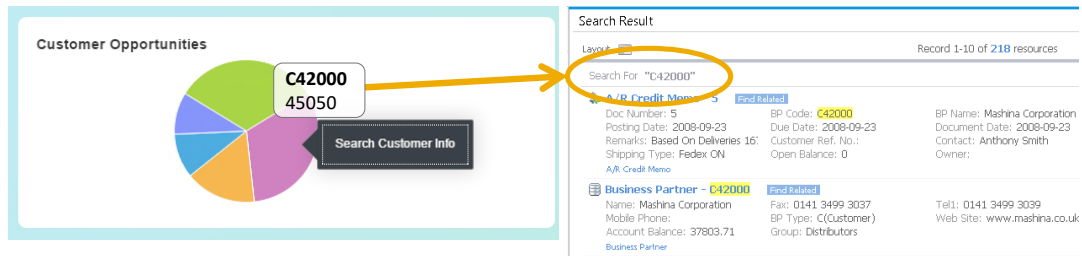 Customer Opportunities
C42000
45050
Search Customer Info
Search Result
Layout
Record 1-10 of 218 resources
Search For "C42000"
A/R Credit Memo - 5 Find Related
Doc Number: 5 BP Code: C42000 BP Name: Mashina Corporation
Posting Date: 2008-09-23 Due Date: 2008-09-23 Document Date: 2008-09-23
Remarks: Based On Deliveries 16 Customer Ref. No.: Contact: Anthony Smith
Shipping Type: Fedex ON Open Balance: 0 Owner:
A/R Credit Memo
Business Partner - C42000 Find Related
Name: Mashina Corporation Fax: 0141 3499 3037 Tel1: 0141 3499 3039
Mobile Phone: BP Type: C(Customer) Web Site: www.mashina.co.uk
Account Balance: 37803.71 Group: Distributors
Business Partner